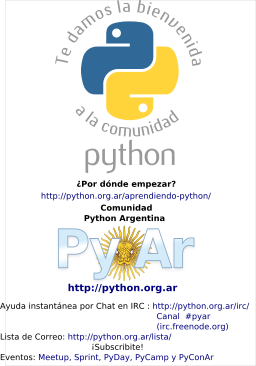 Te damos la bienvenida
a la comunidad
python
¿Por dónde empezar?
http://python.org.ar/aprendiendo-python/
Comunidad
Python Argentina
PyAr
http://python.org.ar
Ayuda instantánea por Chat en IRC : http://python.org.ar/irc/
Canal #pyar
(irc.freenode.org)
Lista de Correo: http://python.org.ar/lista/
¡Subscribite!
Eventos: Meetup, Sprint, PyDay, PyCamp y PyConAr